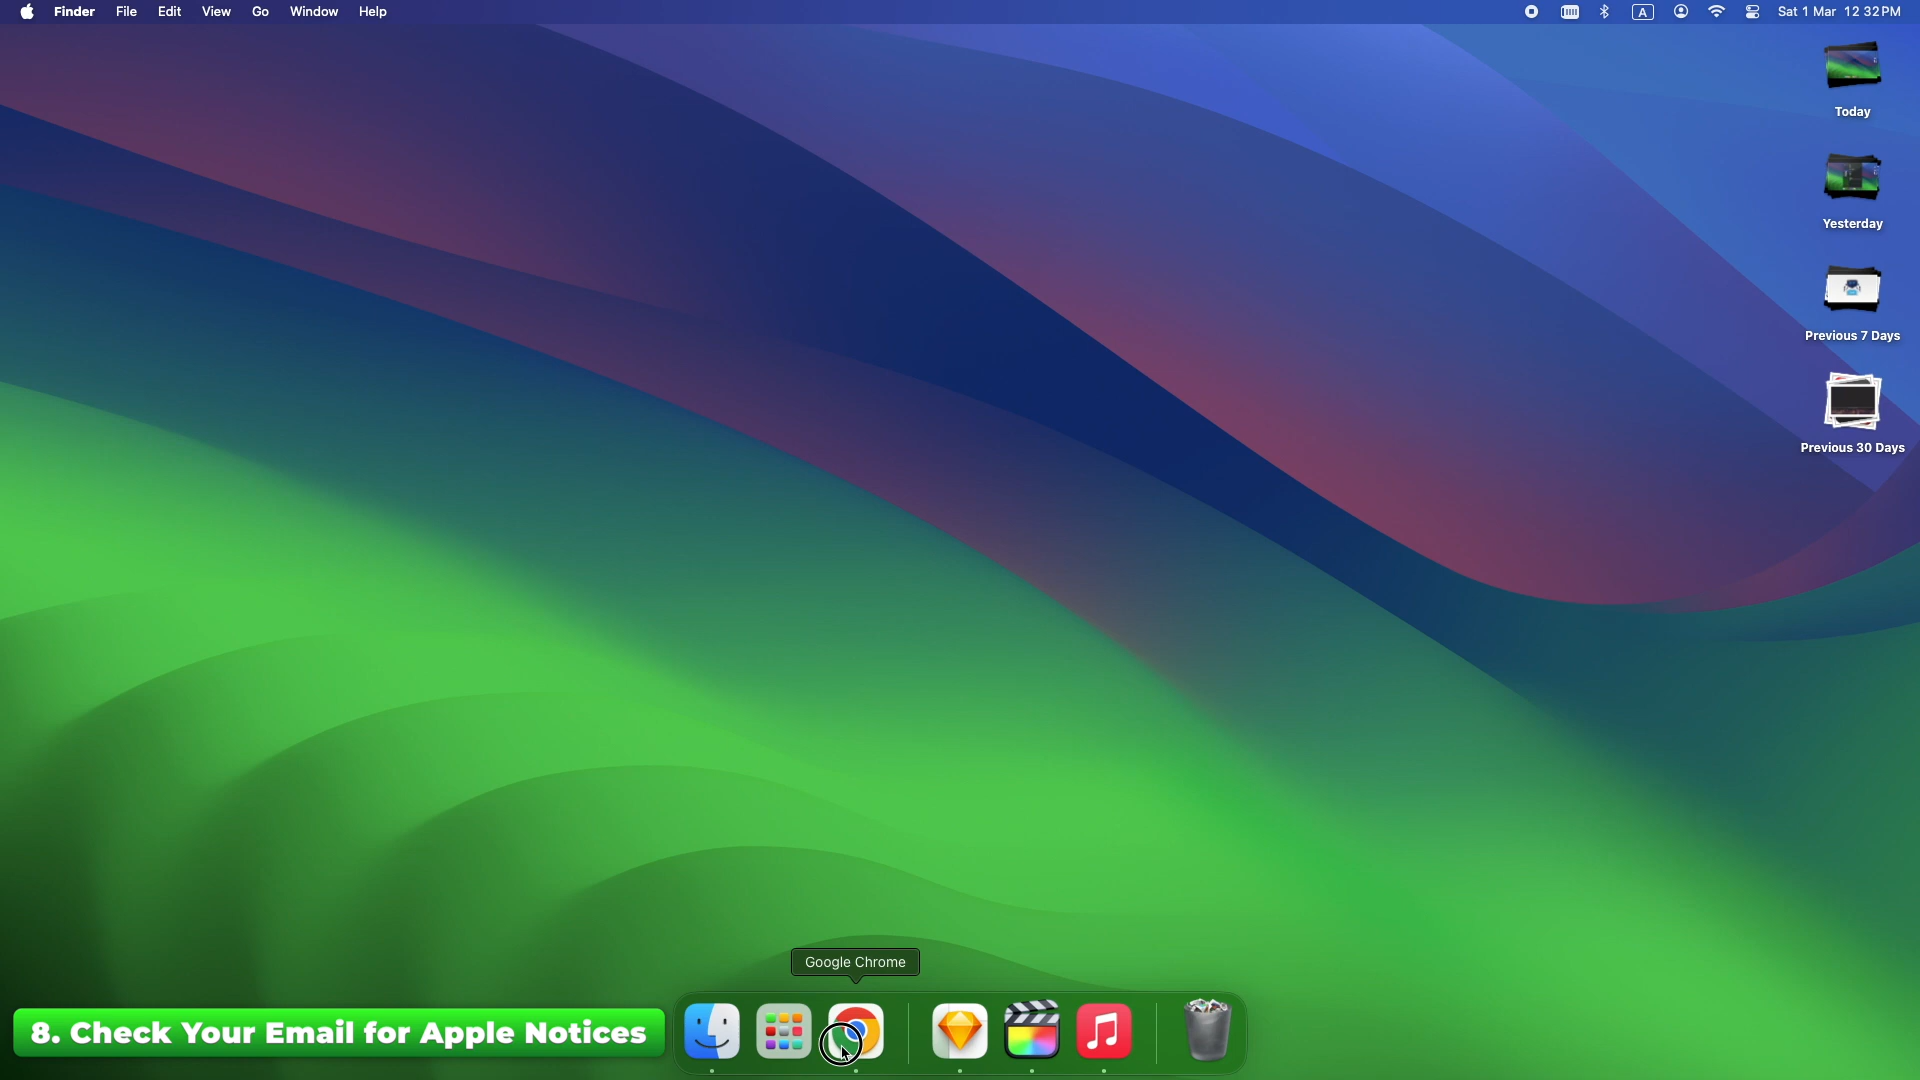 Finder File Edit View Go Window Help
A
Sat 1 Mar 12 32 PM
Today
Yesterday
Previous 7 Days
Previous 30 Days
Google Chrome
8. Check Your Email for Apple Notices